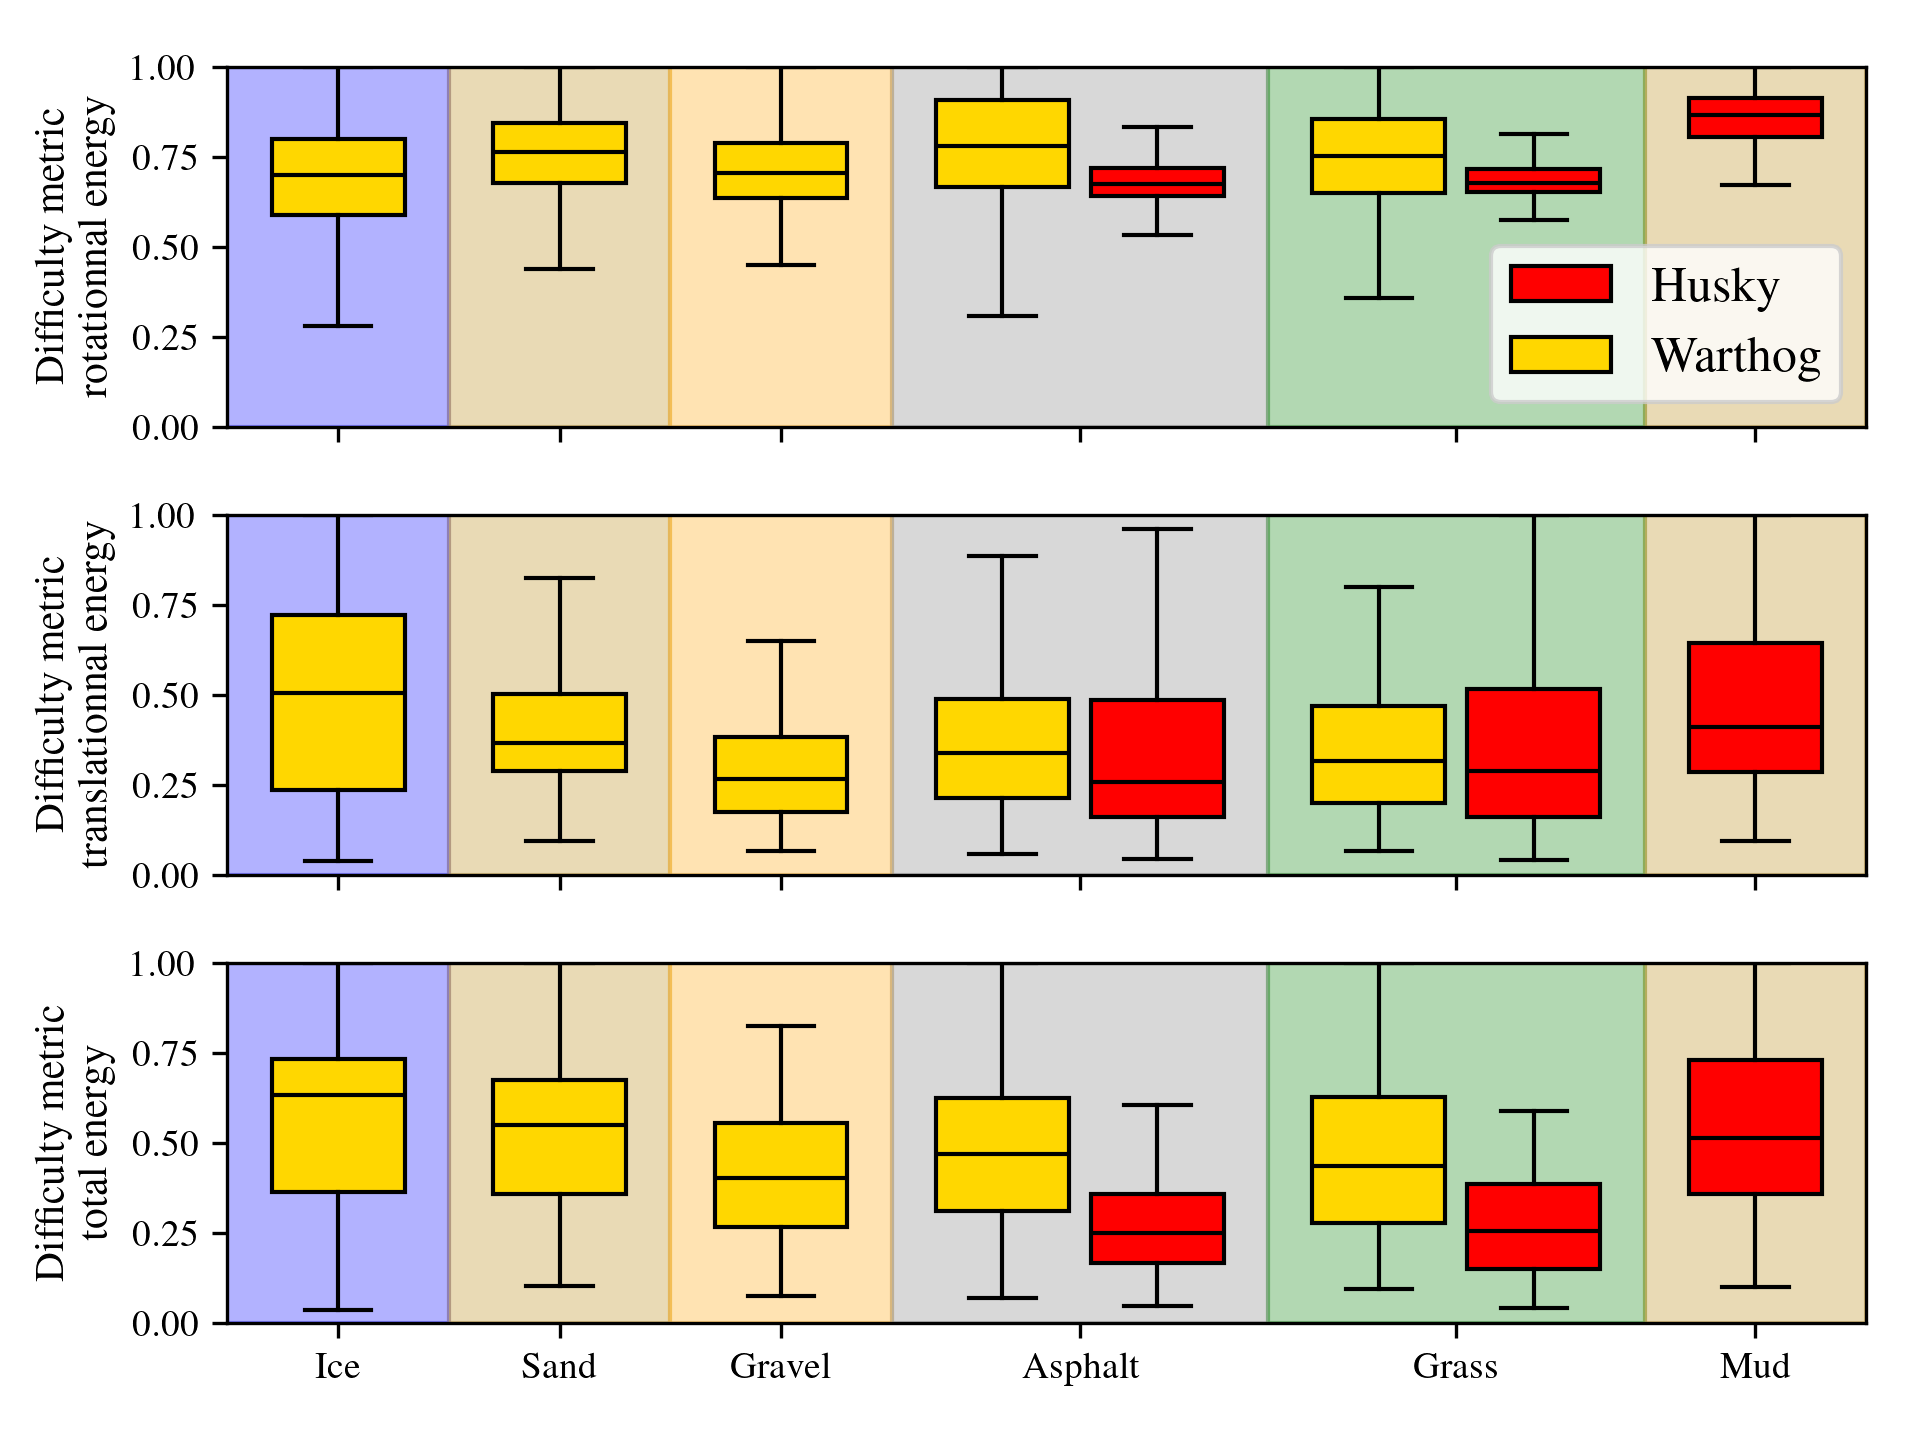 Difficulty metric
rotationnal energy
1.00
0.75
0.50
0.25
0.00
Husky
Warthog
Difficulty metric
translationnal energy
1.00
0.75
0.50
0.25
0.00
Difficulty metric
total energy
1.00
0.75
0.50
0.25
0.00
Ice Sand Gravel Asphalt Grass Mud